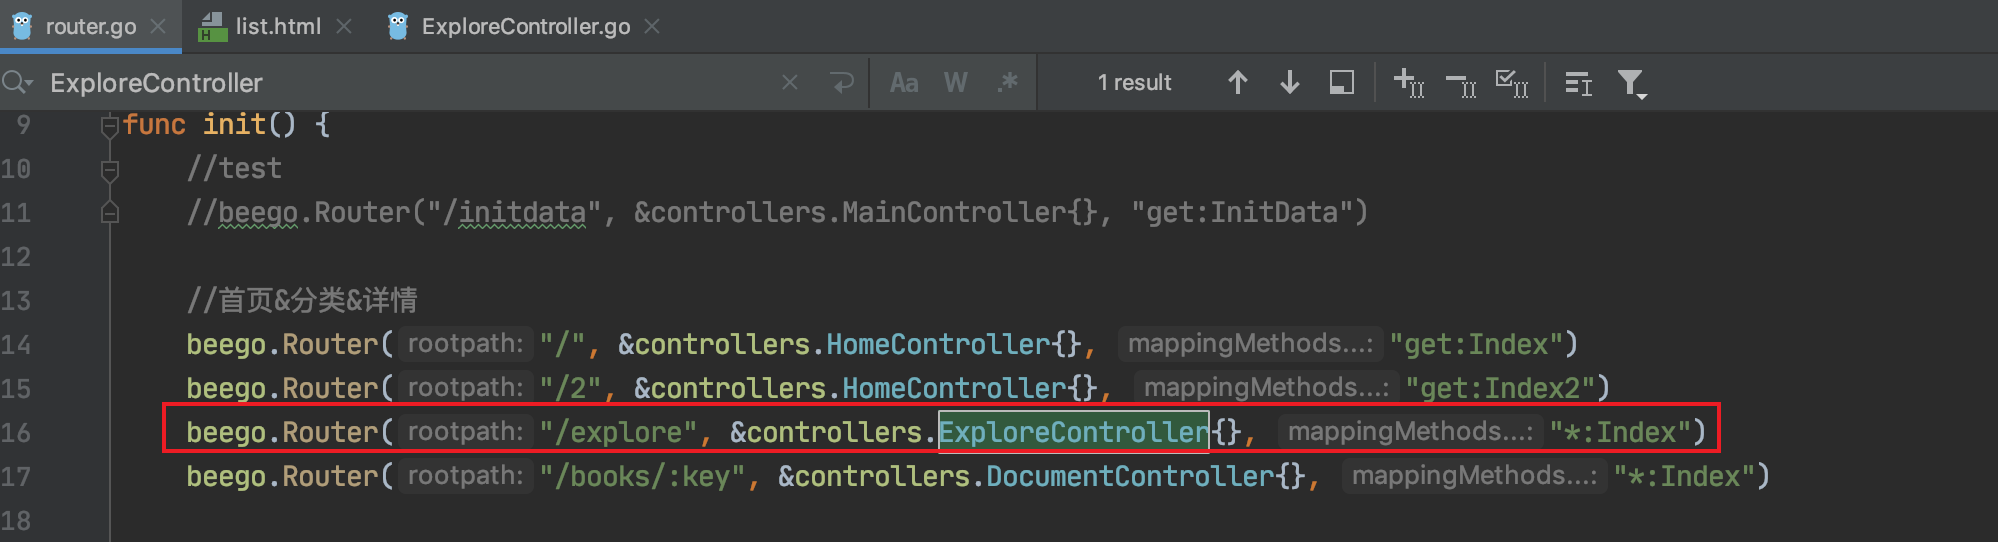 router.go list.html ExploreController.go
ExploreController Aa W .* 1 result
9 func init() {
10 //test
11 //beego.Router("/initdata", &controllers.MainController{}, "get:InitData")
12
13 //首页&分类&详情
14 beego.Router( rootpath: "/", &controllers.HomeController{}, mappingMethods...: "get:Index")
15 beego.Router( rootpath: "/2", &controllers.HomeController{}, mappingMethods...: "get:Index2")
16 beego.Router( rootpath: "/explore", &controllers.ExploreController{}, mappingMethods...: "*:Index")
17 beego.Router( rootpath: "/books/:key", &controllers.DocumentController{}, mappingMethods...: "*:Index")
18